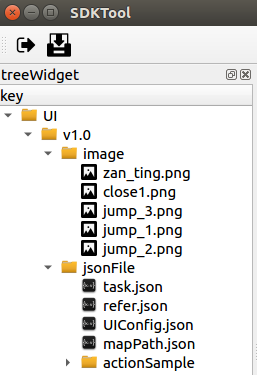 SDKTool
treeWidget
key
UI
v1.0
image
zan_ting.png
close1.png
jump_3.png
jump_1.png
jump_2.png
jsonFile
task.json
refer.json
UIConfig.json
mapPath.json
actionSample